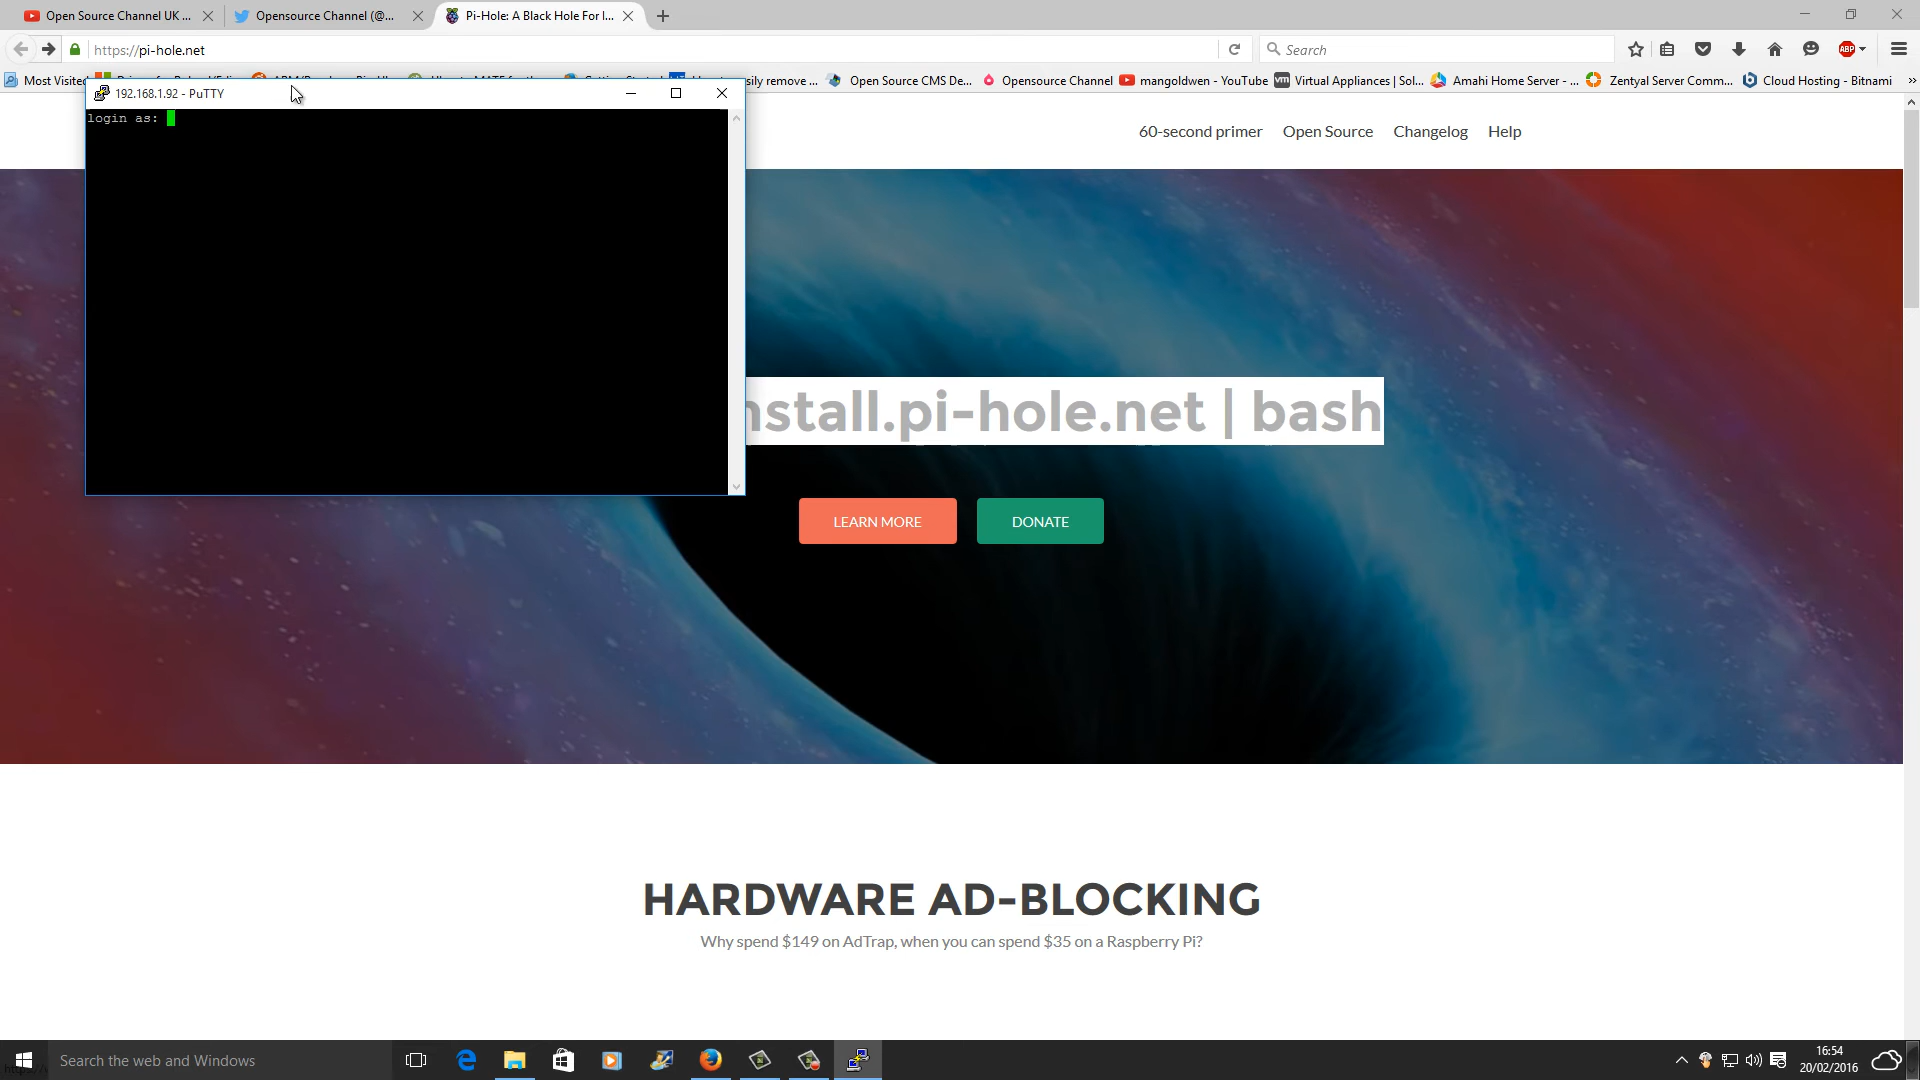 Open Source Channel UK ...
Opensource Channel (@...
Pi-Hole: A Black Hole For I...
https://pi-hole.net
Search
ABP
Most Visited
sily remove ...
Open Source CMS De...
Opensource Channel
mangoldwen - YouTube
Virtual Appliances | Sol...
Amahi Home Server - ...
Zentyal Server Comm...
Cloud Hosting - Bitnami
192.168.1.92 - PuTTY
login as:
60-second primer
Open Source
Changelog
Help
nstall.pi-hole.net | bash
LEARN MORE
DONATE
HARDWARE AD-BLOCKING
Why spend $149 on AdTrap, when you can spend $35 on a Raspberry Pi?
Search the web and Windows
16:54
20/02/2016